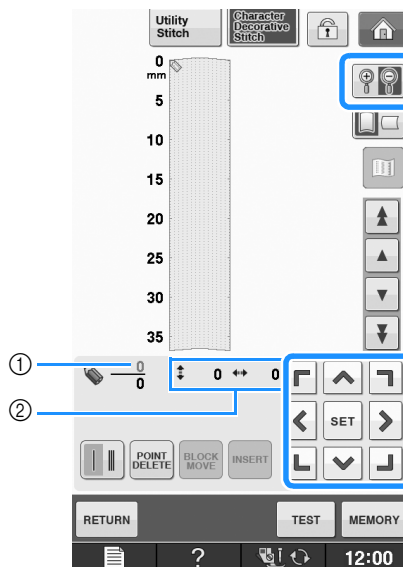 Utility
Stitch
Character
Decorative
Stitch
0
mm
5
10
15
20
25
30
35
①
0
0
0
0
②
SET
POINT
DELETE
BLOCK
MOVE
INSERT
RETURN
TEST
MEMORY
?
12:00